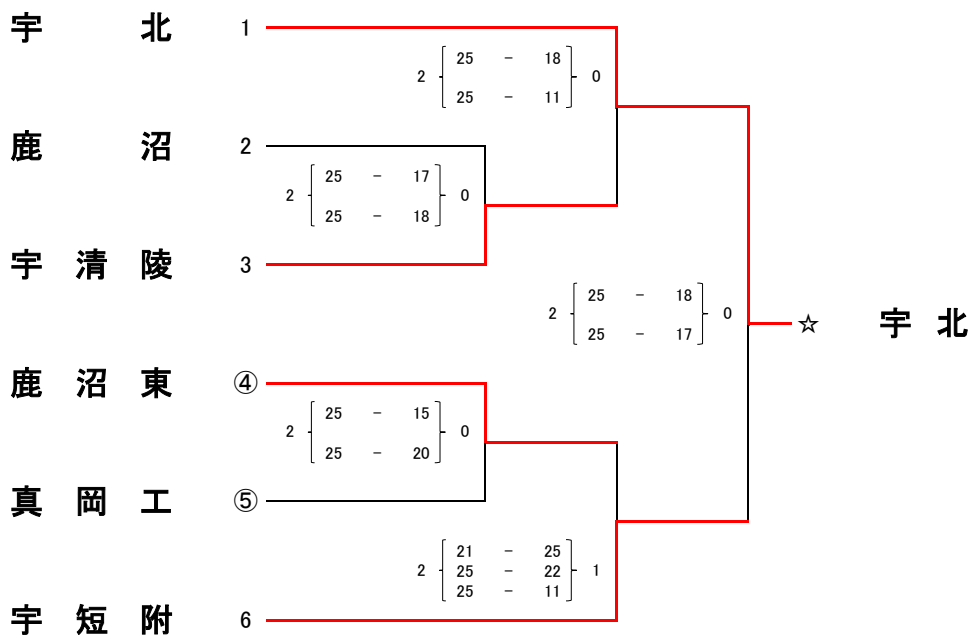 宇 北 1
2 25 - 18 0
25 - 11
鹿 沼 2
2 25 - 17 0
25 - 18
宇 清 陵 3
2 25 - 18 0
25 - 17
☆ 宇 北
鹿 沼 東 ④
2 25 - 15 0
25 - 20
真 岡 工 ⑤
2 21 - 25 1
25 - 22
25 - 11
宇 短 附 6